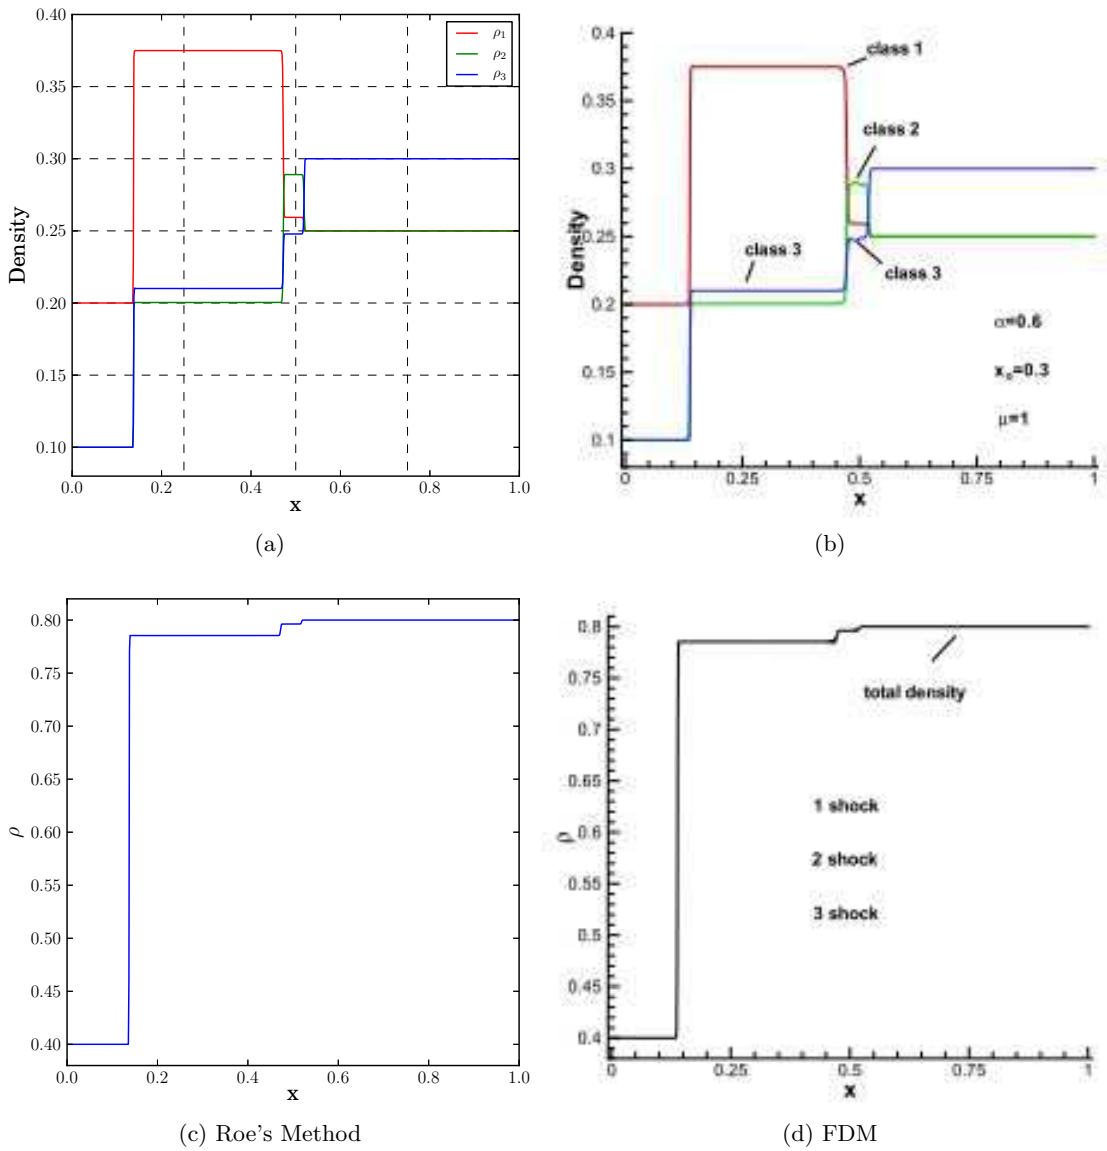 0.40
0.35
0.30
0.25
0.20
0.15
0.10
Density
ρ₁
ρ₂
ρ₃
0.0 0.2 0.4 0.6 0.8 1.0
x
(a)
0.4
0.35
0.3
0.25
0.2
0.15
0.1
Density
class 1
class 2
class 3
class 3
α=0.6
x₀=0.3
μ=1
0 0.25 0.5 0.75 1
x
(b)
0.80
0.75
0.70
0.65
0.60
0.55
0.50
0.45
0.40
ρ
0.0 0.2 0.4 0.6 0.8 1.0
x
(c) Roe's Method
0.8
0.75
0.7
0.65
0.6
0.55
0.5
0.45
0.4
ρ
total density
1 shock
2 shock
3 shock
0 0.25 0.5 0.75 1
x
(d) FDM